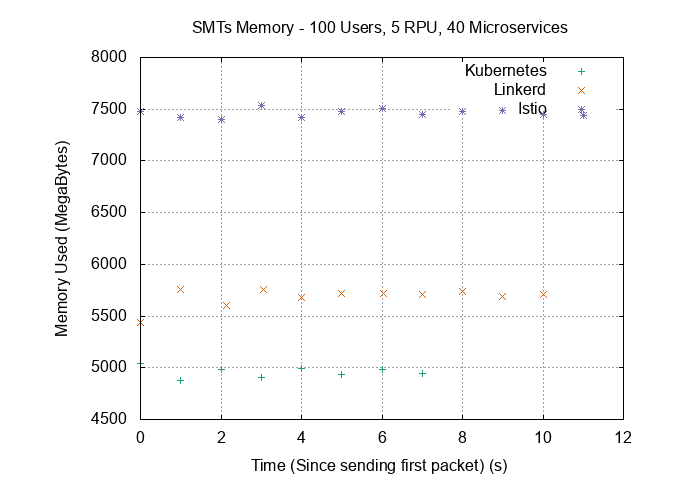 SMTs Memory - 100 Users, 5 RPU, 40 Microservices
8000
7500
7000
6500
6000
5500
5000
4500
Memory Used (MegaBytes)
Kubernetes
Linkerd
Istio
0 2 4 6 8 10 12
Time (Since sending first packet) (s)